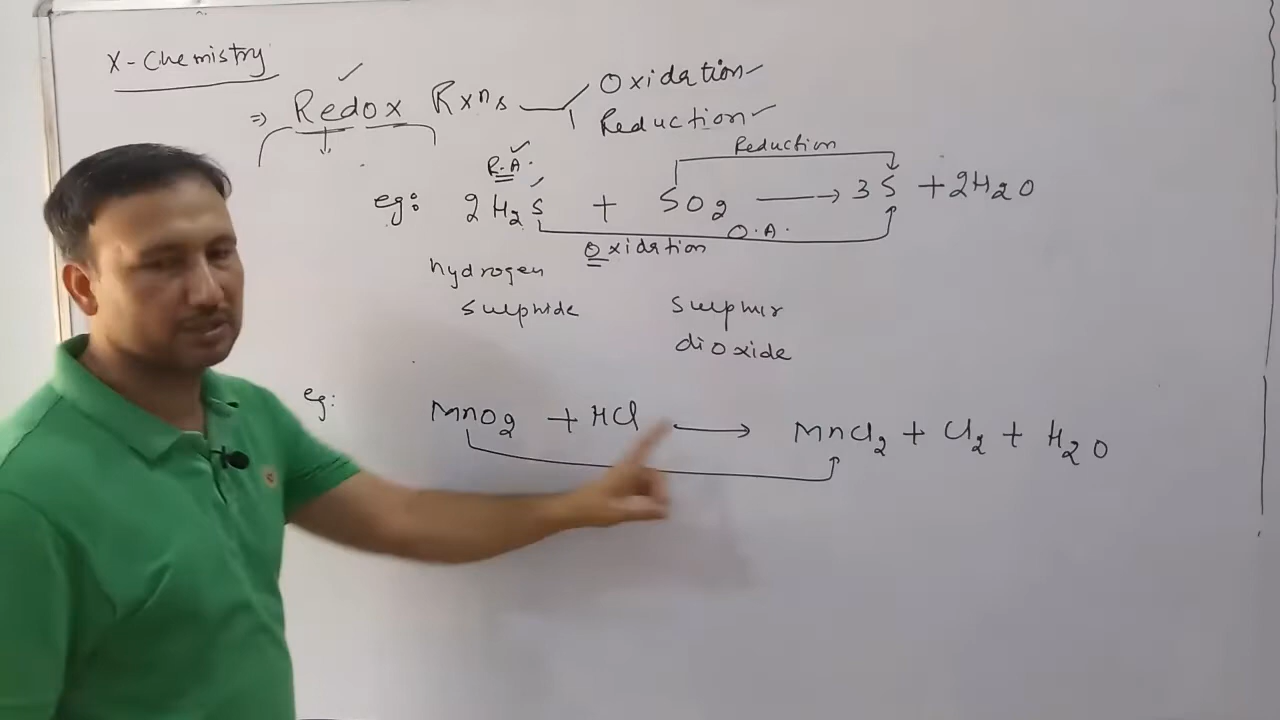 X-Chemistry
⇒ Redox Rxns Oxidation
Reduction
Reduction
R.A.
eg: 2H₂S + SO₂ → 3S + 2H₂O
O.A.
Oxidation
hydrogen
sulphide
sulphur
dioxide
eg: MnO₂ + HCl → MnCl₂ + Cl₂ + H₂O